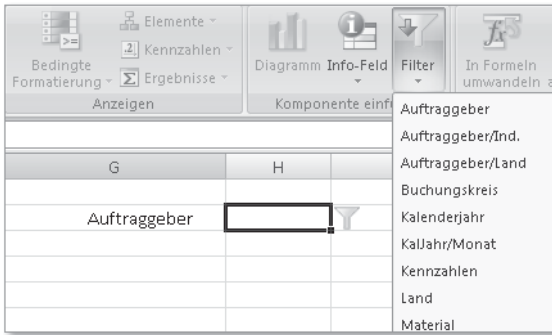 Elemente
Kennzahlen
Ergebnisse
Bedingte
Formatierung
Anzeigen
Diagramm Info-Feld Filter
In Formeln
umwandeln
Komponente einf
Auftraggeber
Auftraggeber/Ind.
Auftraggeber/Land
Buchungskreis
Kalenderjahr
KalJahr/Monat
Kennzahlen
Land
Material
G H
Auftraggeber